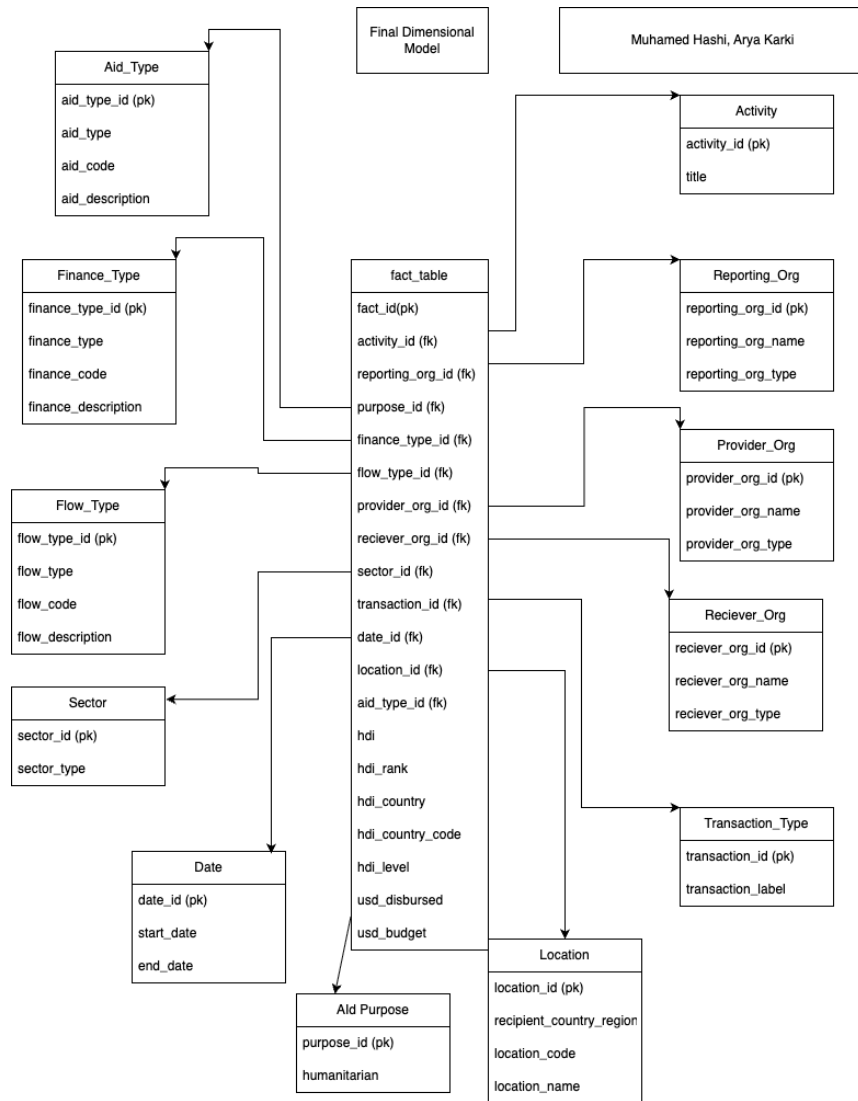 Final Dimensional
Model
Muhamed Hashi, Arya Karki
Aid_Type
aid_type_id (pk)
aid_type
aid_code
aid_description
Activity
activity_id (pk)
title
Finance_Type
finance_type_id (pk)
finance_type
finance_code
finance_description
fact_table
fact_id(pk)
activity_id (fk)
reporting_org_id (fk)
purpose_id (fk)
finance_type_id (fk)
flow_type_id (fk)
provider_org_id (fk)
reciever_org_id (fk)
sector_id (fk)
transaction_id (fk)
date_id (fk)
location_id (fk)
aid_type_id (fk)
hdi
hdi_rank
hdi_country
hdi_country_code
hdi_level
usd_disbursed
usd_budget
Reporting_Org
reporting_org_id (pk)
reporting_org_name
reporting_org_type
Provider_Org
provider_org_id (pk)
provider_org_name
provider_org_type
Flow_Type
flow_type_id (pk)
flow_type
flow_code
flow_description
Reciever_Org
reciever_org_id (pk)
reciever_org_name
reciever_org_type
Sector
sector_id (pk)
sector_type
Transaction_Type
transaction_id (pk)
transaction_label
Date
date_id (pk)
start_date
end_date
Location
location_id (pk)
recipient_country_region
location_code
location_name
AId Purpose
purpose_id (pk)
humanitarian